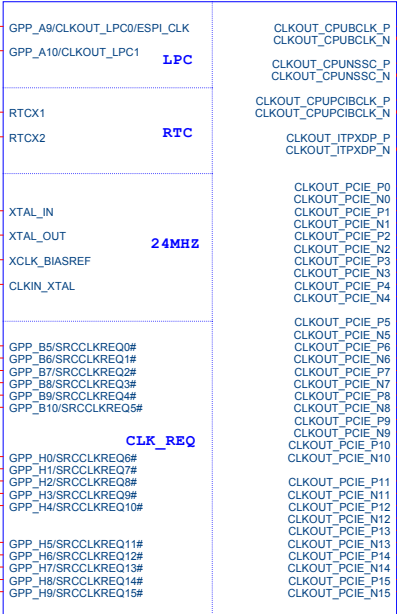 GPP_A9/CLKOUT_LPC0/ESPI_CLK
GPP_A10/CLKOUT_LPC1
LPC
RTCX1
RTC
RTCX2
XTAL_IN
XTAL_OUT
24MHZ
XCLK_BIASREF
CLKIN_XTAL
GPP_B5/SRCCLKREQ0#
GPP_B6/SRCCLKREQ1#
GPP_B7/SRCCLKREQ2#
GPP_B8/SRCCLKREQ3#
GPP_B9/SRCCLKREQ4#
GPP_B10/SRCCLKREQ5#
CLK_REQ
GPP_H0/SRCCLKREQ6#
GPP_H1/SRCCLKREQ7#
GPP_H2/SRCCLKREQ8#
GPP_H3/SRCCLKREQ9#
GPP_H4/SRCCLKREQ10#
GPP_H5/SRCCLKREQ11#
GPP_H6/SRCCLKREQ12#
GPP_H7/SRCCLKREQ13#
GPP_H8/SRCCLKREQ14#
GPP_H9/SRCCLKREQ15#
CLKOUT_CPUBCLK_P
CLKOUT_CPUBCLK_N
CLKOUT_CPUNSSC_P
CLKOUT_CPUNSSC_N
CLKOUT_CPUPCIBCLK_P
CLKOUT_CPUPCIBCLK_N
CLKOUT_ITPXDP_P
CLKOUT_ITPXDP_N
CLKOUT_PCIE_P0
CLKOUT_PCIE_N0
CLKOUT_PCIE_P1
CLKOUT_PCIE_N1
CLKOUT_PCIE_P2
CLKOUT_PCIE_N2
CLKOUT_PCIE_P3
CLKOUT_PCIE_N3
CLKOUT_PCIE_P4
CLKOUT_PCIE_N4
CLKOUT_PCIE_P5
CLKOUT_PCIE_N5
CLKOUT_PCIE_P6
CLKOUT_PCIE_N6
CLKOUT_PCIE_P7
CLKOUT_PCIE_N7
CLKOUT_PCIE_P8
CLKOUT_PCIE_N8
CLKOUT_PCIE_P9
CLKOUT_PCIE_N9
CLKOUT_PCIE_P10
CLKOUT_PCIE_N10
CLKOUT_PCIE_P11
CLKOUT_PCIE_N11
CLKOUT_PCIE_P12
CLKOUT_PCIE_N12
CLKOUT_PCIE_P13
CLKOUT_PCIE_N13
CLKOUT_PCIE_P14
CLKOUT_PCIE_N14
CLKOUT_PCIE_P15
CLKOUT_PCIE_N15